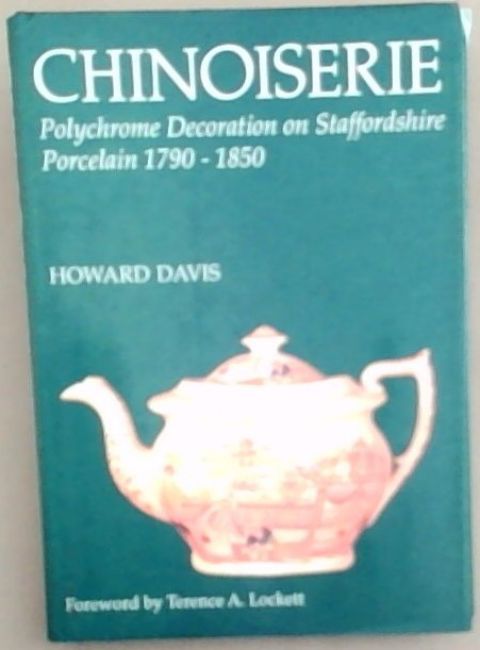 CHINOISERIE
Polychrome Decoration on Staffordshire
Porcelain 1790 - 1850
HOWARD DAVIS
Foreword by Terence A. Lockett